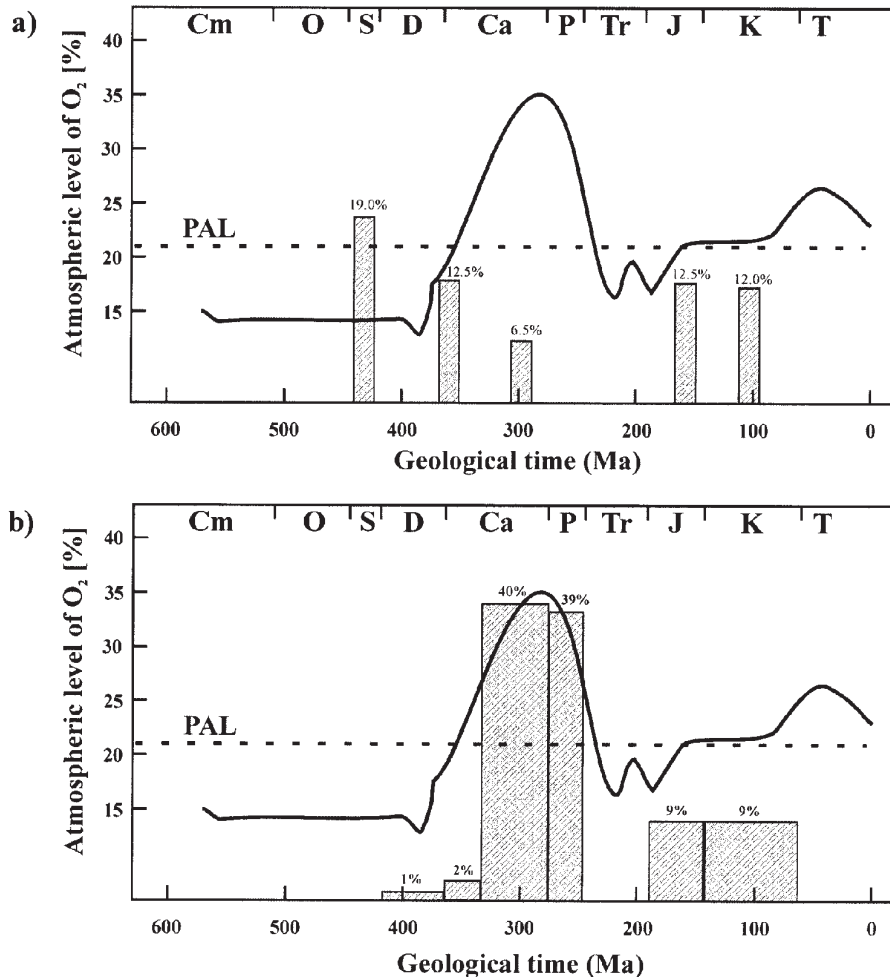 a)
Cm O S D Ca P Tr J K T
Atmospheric level of O2 [%]
40
35
30
25
20
15
PAL
19.0%
12.5%
6.5%
12.5%
12.0%
600 500 400 300 200 100 0
Geological time (Ma)
b)
Cm O S D Ca P Tr J K T
Atmospheric level of O2 [%]
40
35
30
25
20
15
PAL
1%
2%
40%
39%
9%
9%
600 500 400 300 200 100 0
Geological time (Ma)